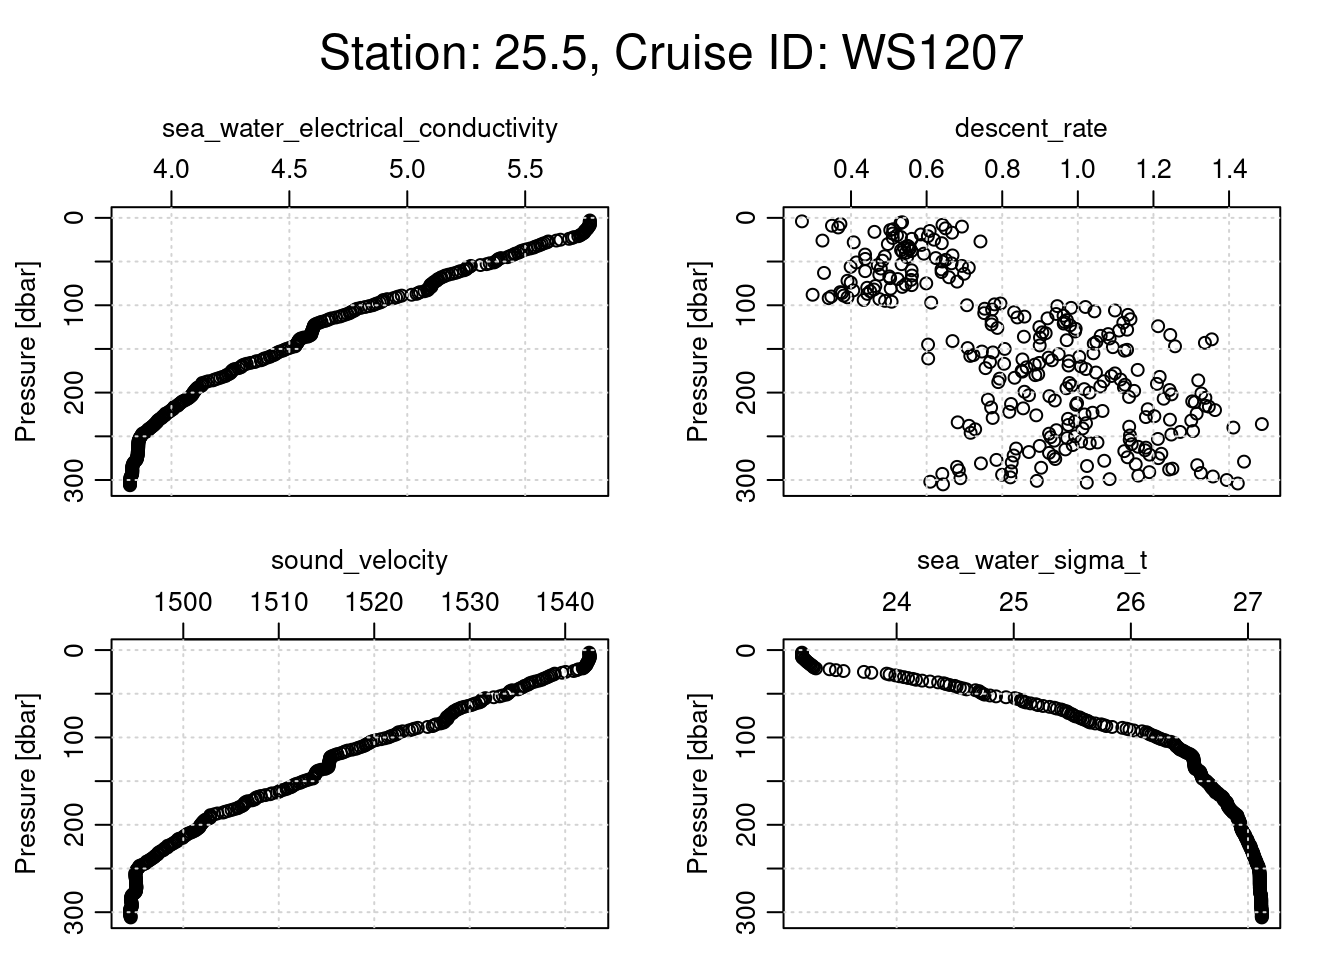 Station: 25.5, Cruise ID: WS1207
sea_water_electrical_conductivity
4.0 4.5 5.0 5.5
Pressure [dbar]
0 100 200 300
descent_rate
0.4 0.6 0.8 1.0 1.2 1.4
Pressure [dbar]
0 100 200 300
sound_velocity
1500 1510 1520 1530 1540
Pressure [dbar]
0 100 200 300
sea_water_sigma_t
24 25 26 27
Pressure [dbar]
0 100 200 300